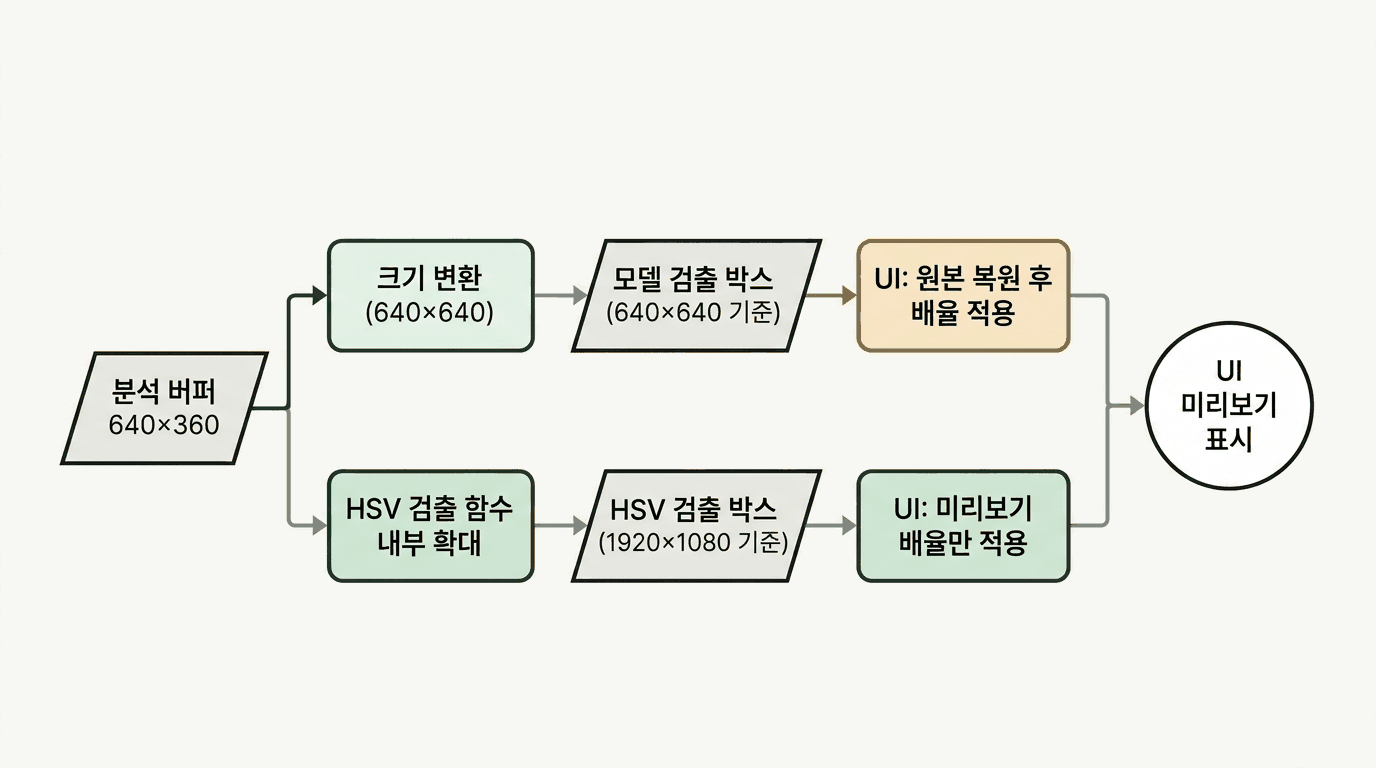 분석 버퍼
640×360
크기 변환
(640×640)
모델 검출 박스
(640×640 기준)
UI: 원본 복원 후
배율 적용
HSV 검출 함수
내부 확대
HSV 검출 박스
(1920×1080 기준)
UI: 미리보기
배율만 적용
UI
미리보기
표시